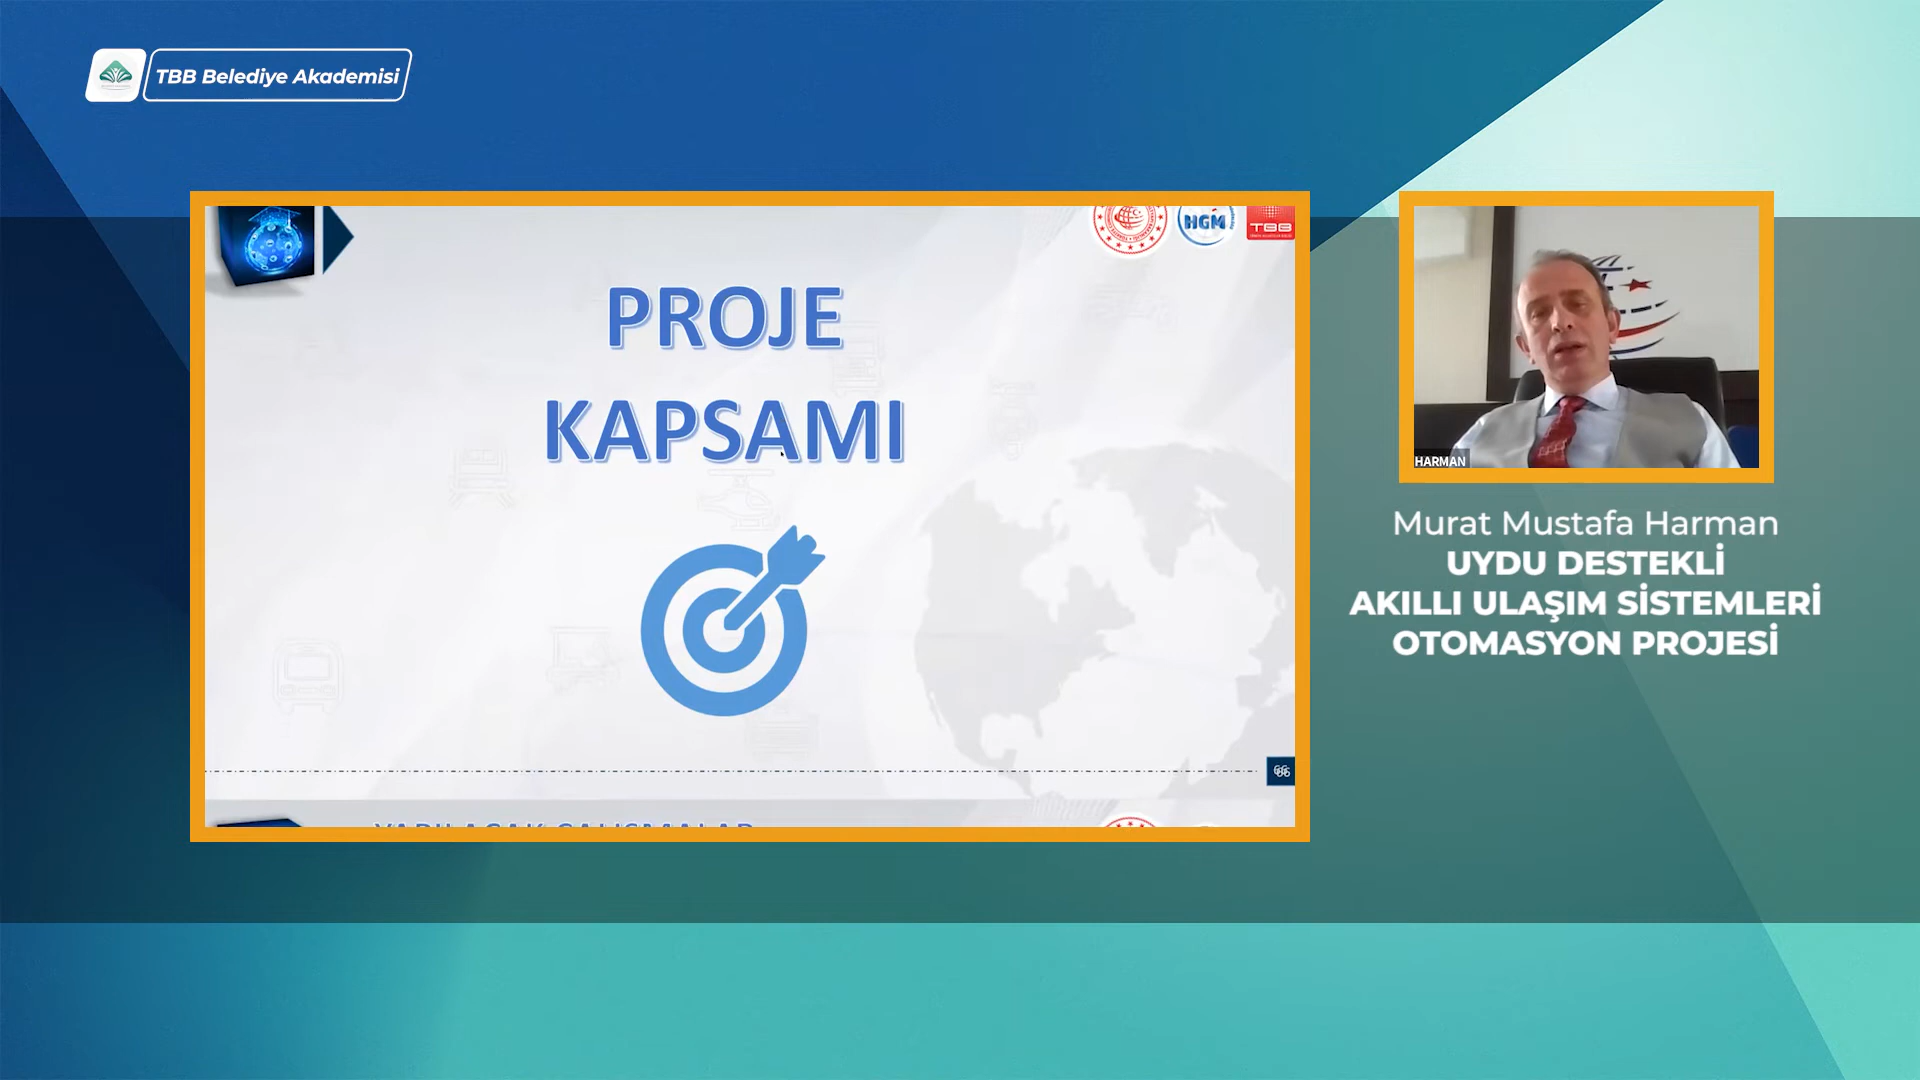 TBB Belediye Akademisi
HGM
TBB
PROJE
KAPSAMI
HARMAN
Murat Mustafa Harman
UYDU DESTEKLİ
AKILLI ULAŞIM SİSTEMLERİ
OTOMASYON PROJESİ